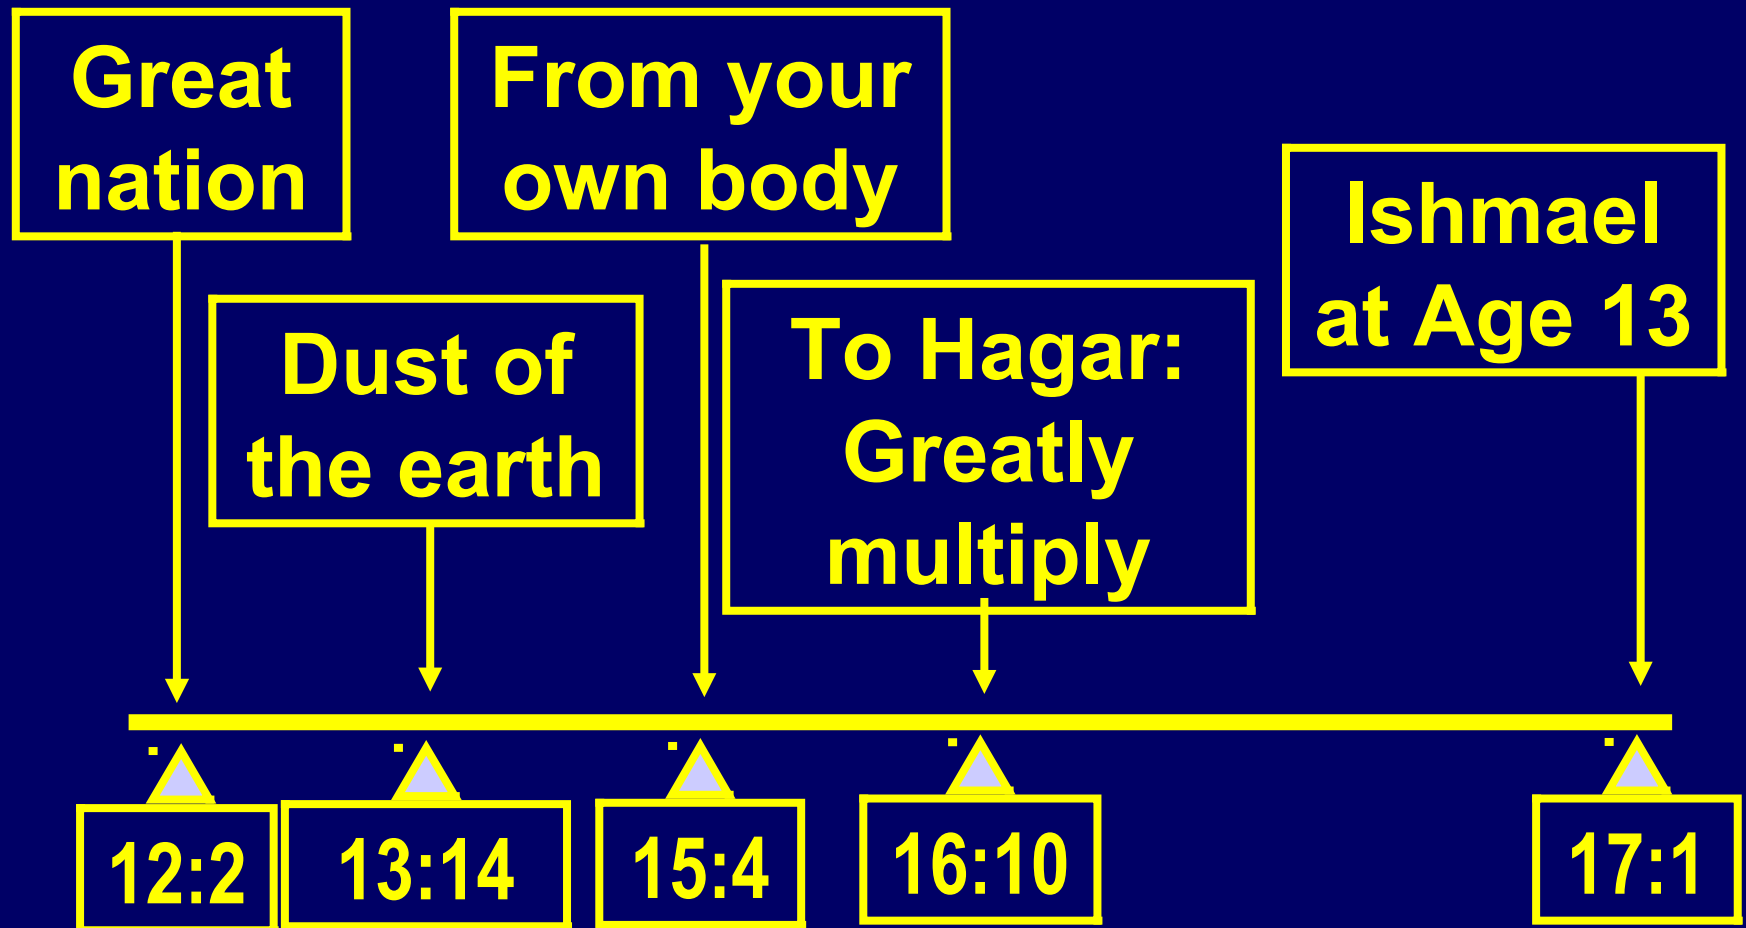 Great
nation
From your
own body
Dust of
the earth
To Hagar:
Greatly
multiply
Ishmael
at Age 13
12:2
13:14
15:4
16:10
17:1